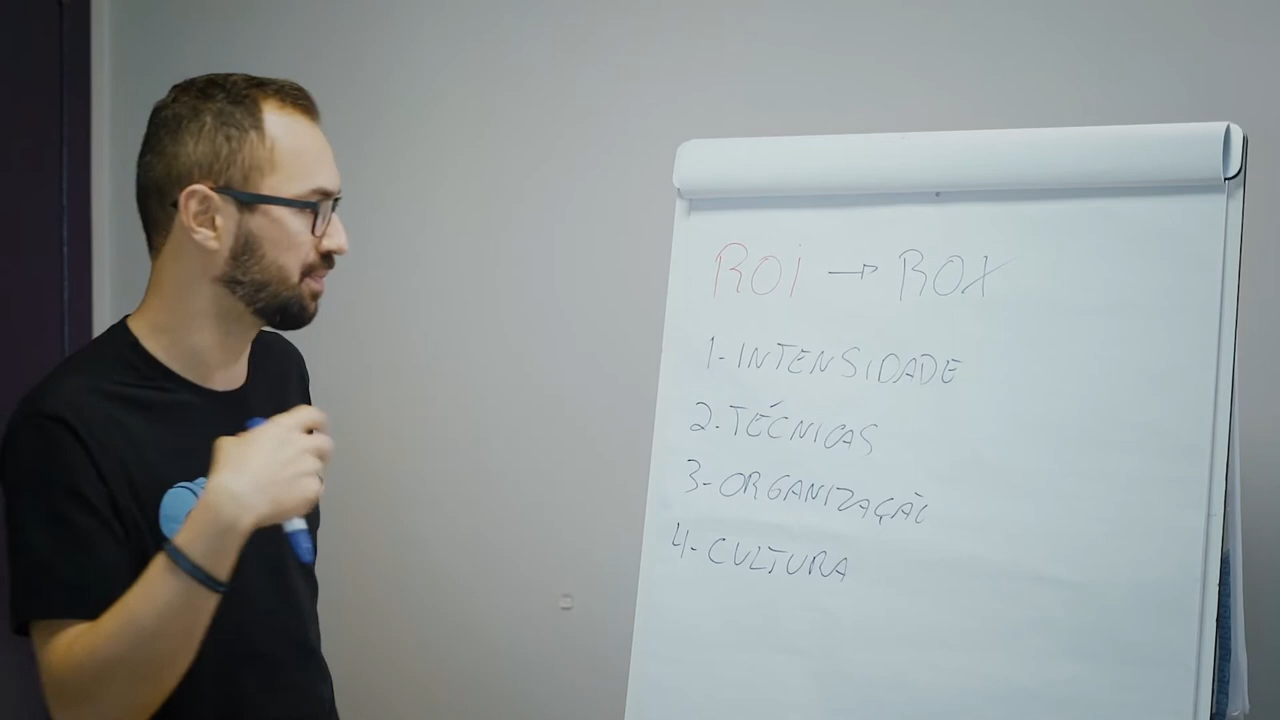 ROI → ROX
1- INTENSIDADE
2. TÉCNICAS
3- ORGANIZAÇÃO
4- CULTURA